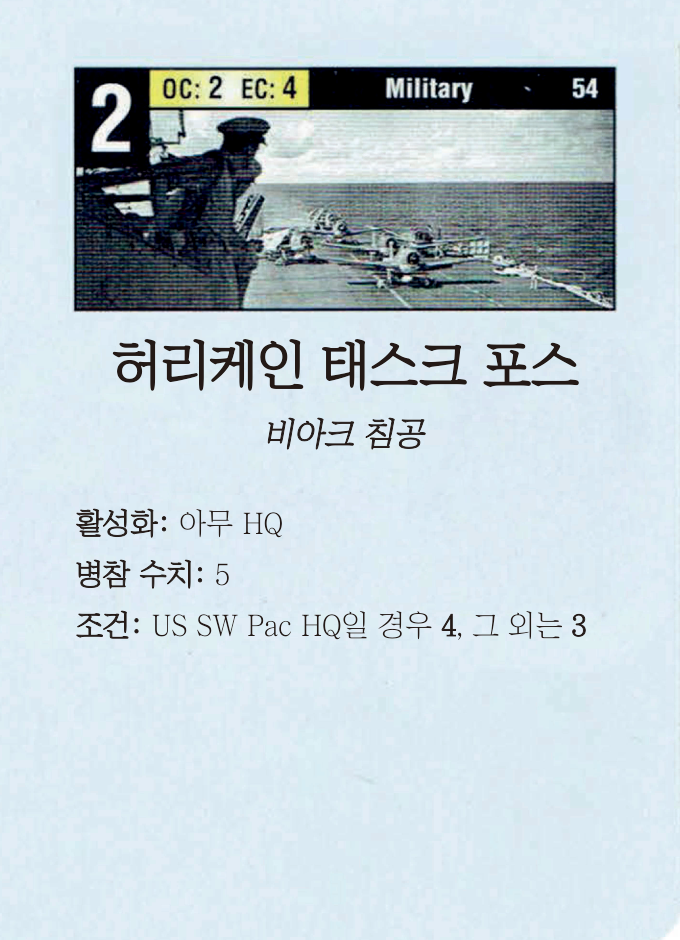 2
OC: 2 EC: 4 Military 54
허리케인 태스크 포스
비아크 침공
활성화: 아무 HQ
병참 수치: 5
조건: US SW Pac HQ일 경우 4, 그 외는 3